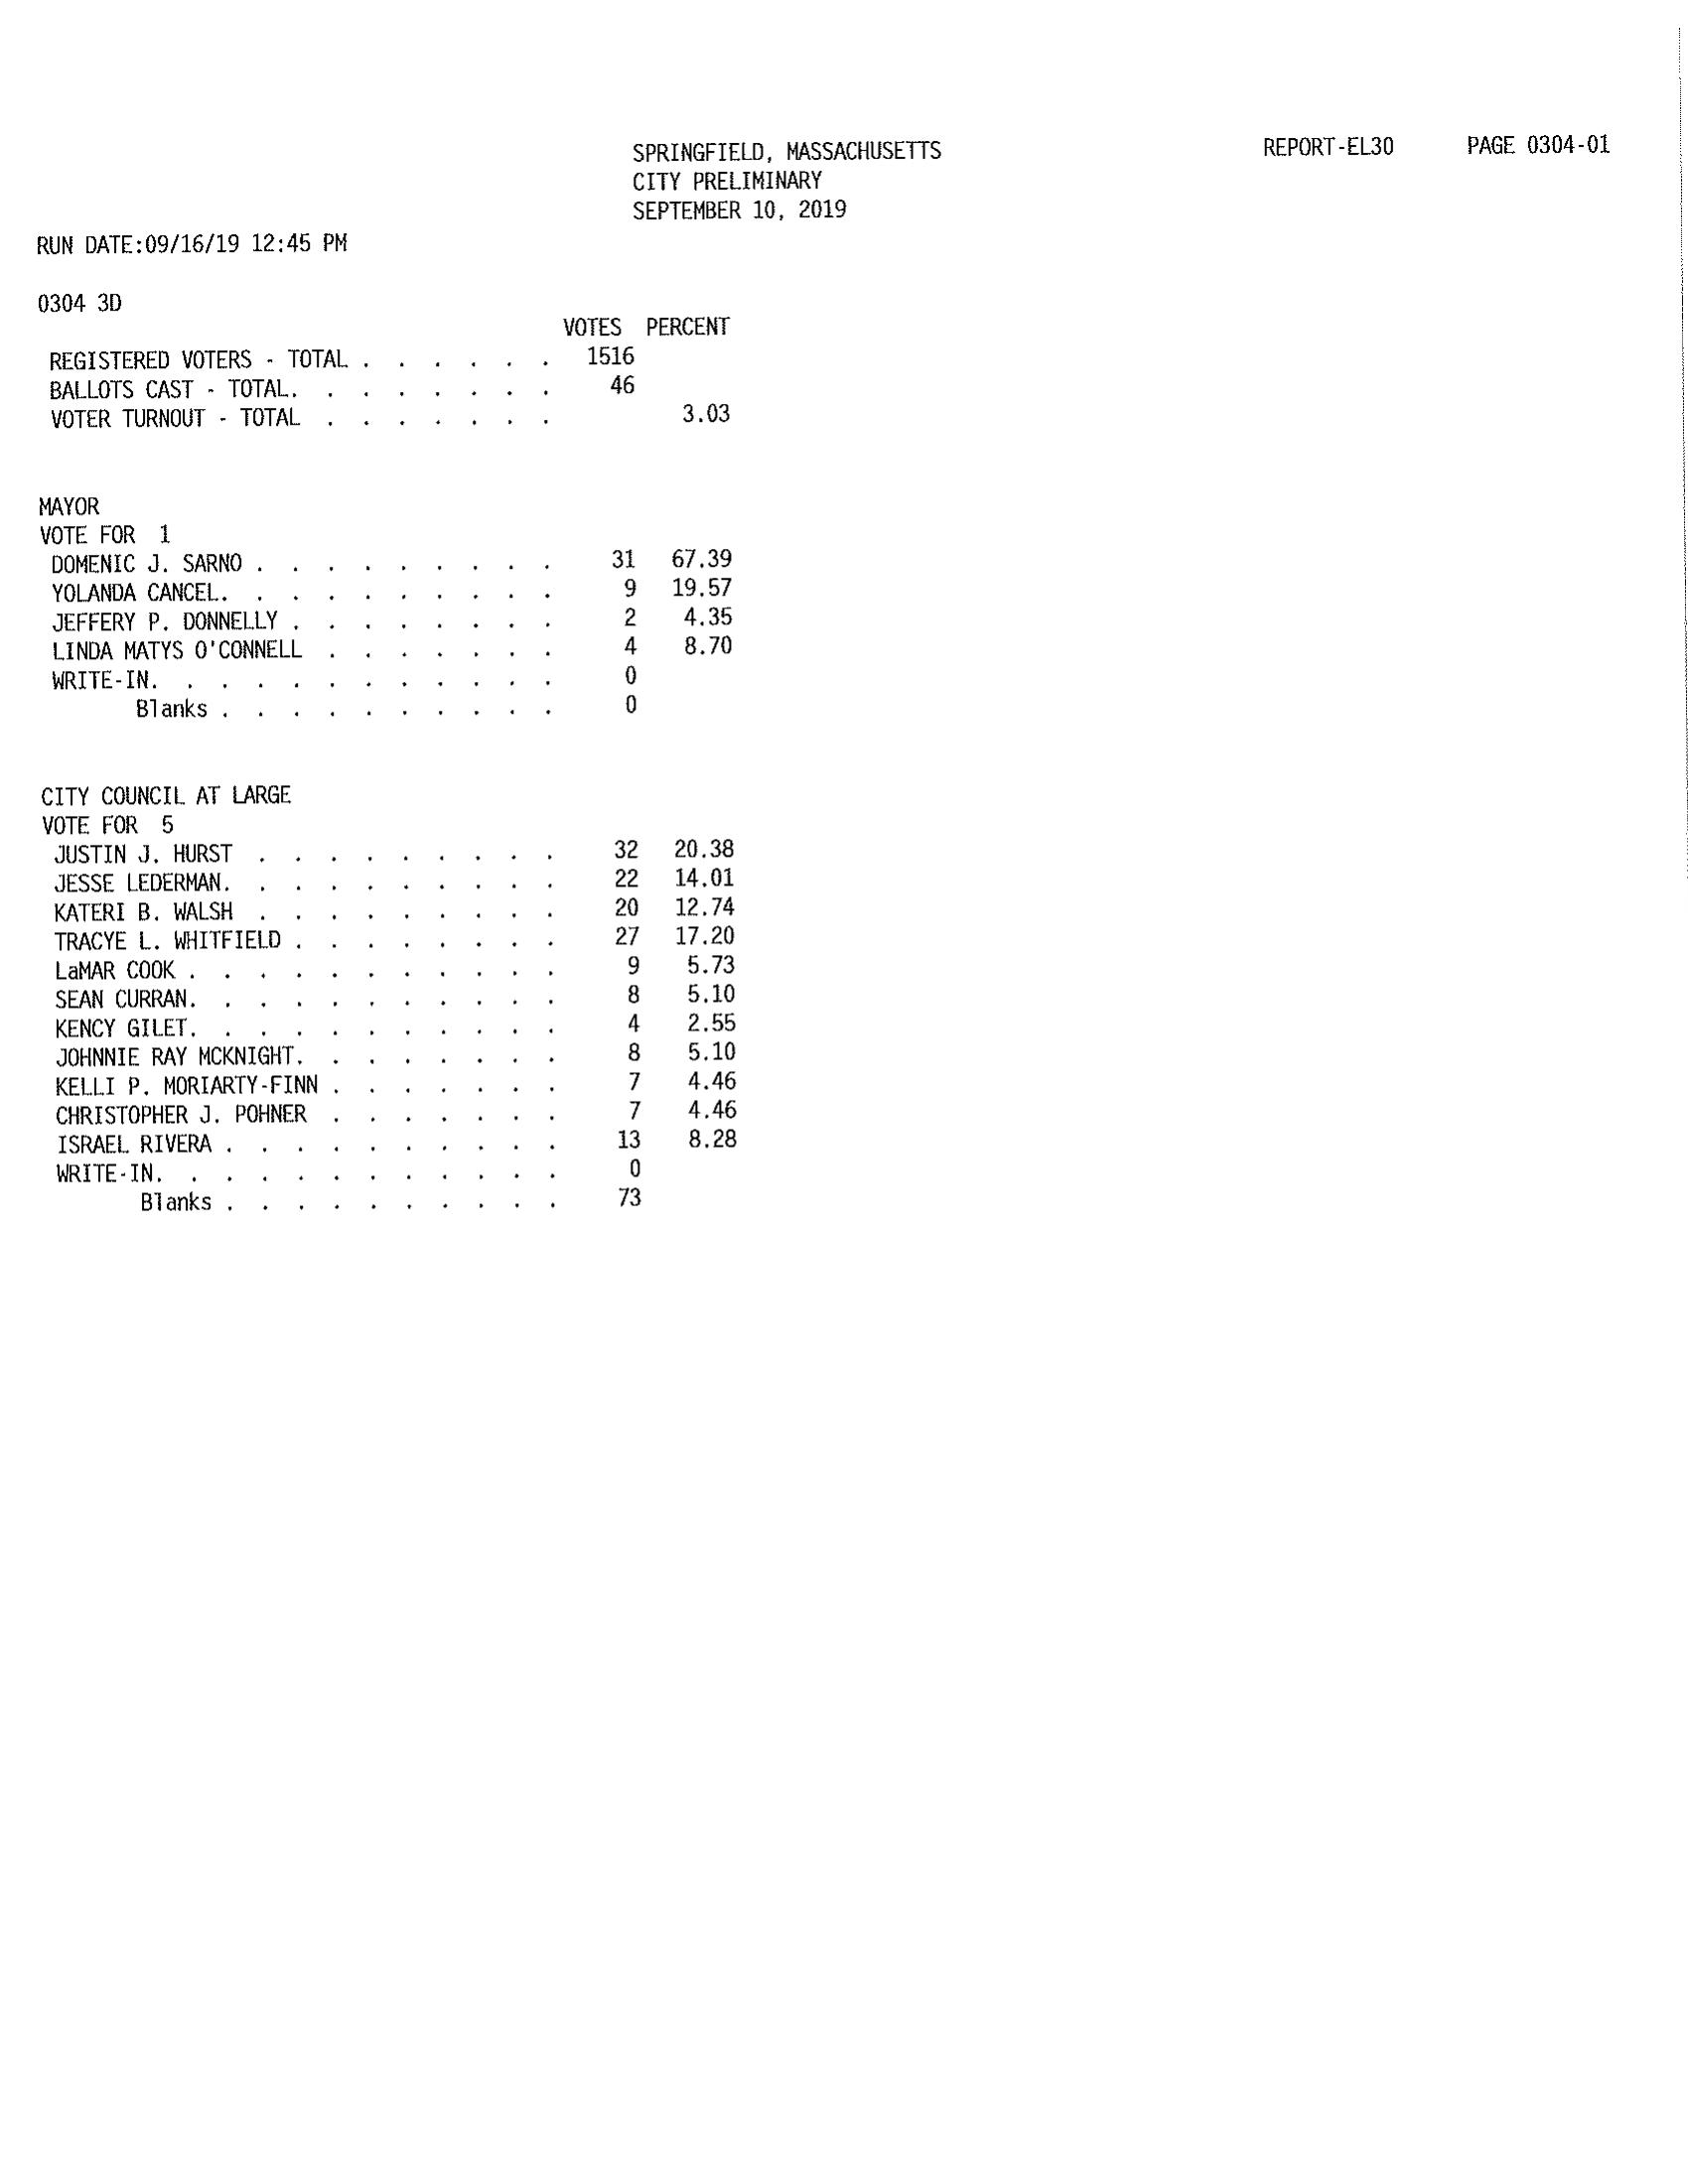 SPRINGFIELD, MASSACHUSETTS REPORT-EL30 PAGE 0304-01
CITY PRELIMINARY
SEPTEMBER 10, 2019
RUN DATE:09/16/19 12:45 PM
0304 3D
VOTES PERCENT
REGISTERED VOTERS - TOTAL . . . . . . 1516
BALLOTS CAST - TOTAL. . . . . . . . 46
VOTER TURNOUT - TOTAL . . . . . . . 3.03
MAYOR
VOTE FOR 1
DOMENIC J. SARNO . . . . . . . . . 31 67.39
YOLANDA CANCEL. . . . . . . . . . 9 19.57
JEFFERY P. DONNELLY . . . . . . . . 2 4.35
LINDA MATYS O'CONNELL . . . . . . . 4 8.70
WRITE-IN. . . . . . . . . . . . 0
Blanks . . . . . . . . . . 0
CITY COUNCIL AT LARGE
VOTE FOR 5
JUSTIN J. HURST . . . . . . . . . 32 20.38
JESSE LEDERMAN. . . . . . . . . . 22 14.01
KATERI B. WALSH . . . . . . . . . 20 12.74
TRACYE L. WHITFIELD . . . . . . . . 27 17.20
LaMAR COOK . . . . . . . . . . . 9 5.73
SEAN CURRAN. . . . . . . . . . . 8 5.10
KENCY GILET. . . . . . . . . . . 4 2.55
JOHNNIE RAY MCKNIGHT. . . . . . . . 8 5.10
KELLI P. MORIARTY-FINN . . . . . . . 7 4.46
CHRISTOPHER J. POHNER . . . . . . . 7 4.46
ISRAEL RIVERA . . . . . . . . . . 13 8.28
WRITE-IN. . . . . . . . . . . . 0
Blanks . . . . . . . . . . 73